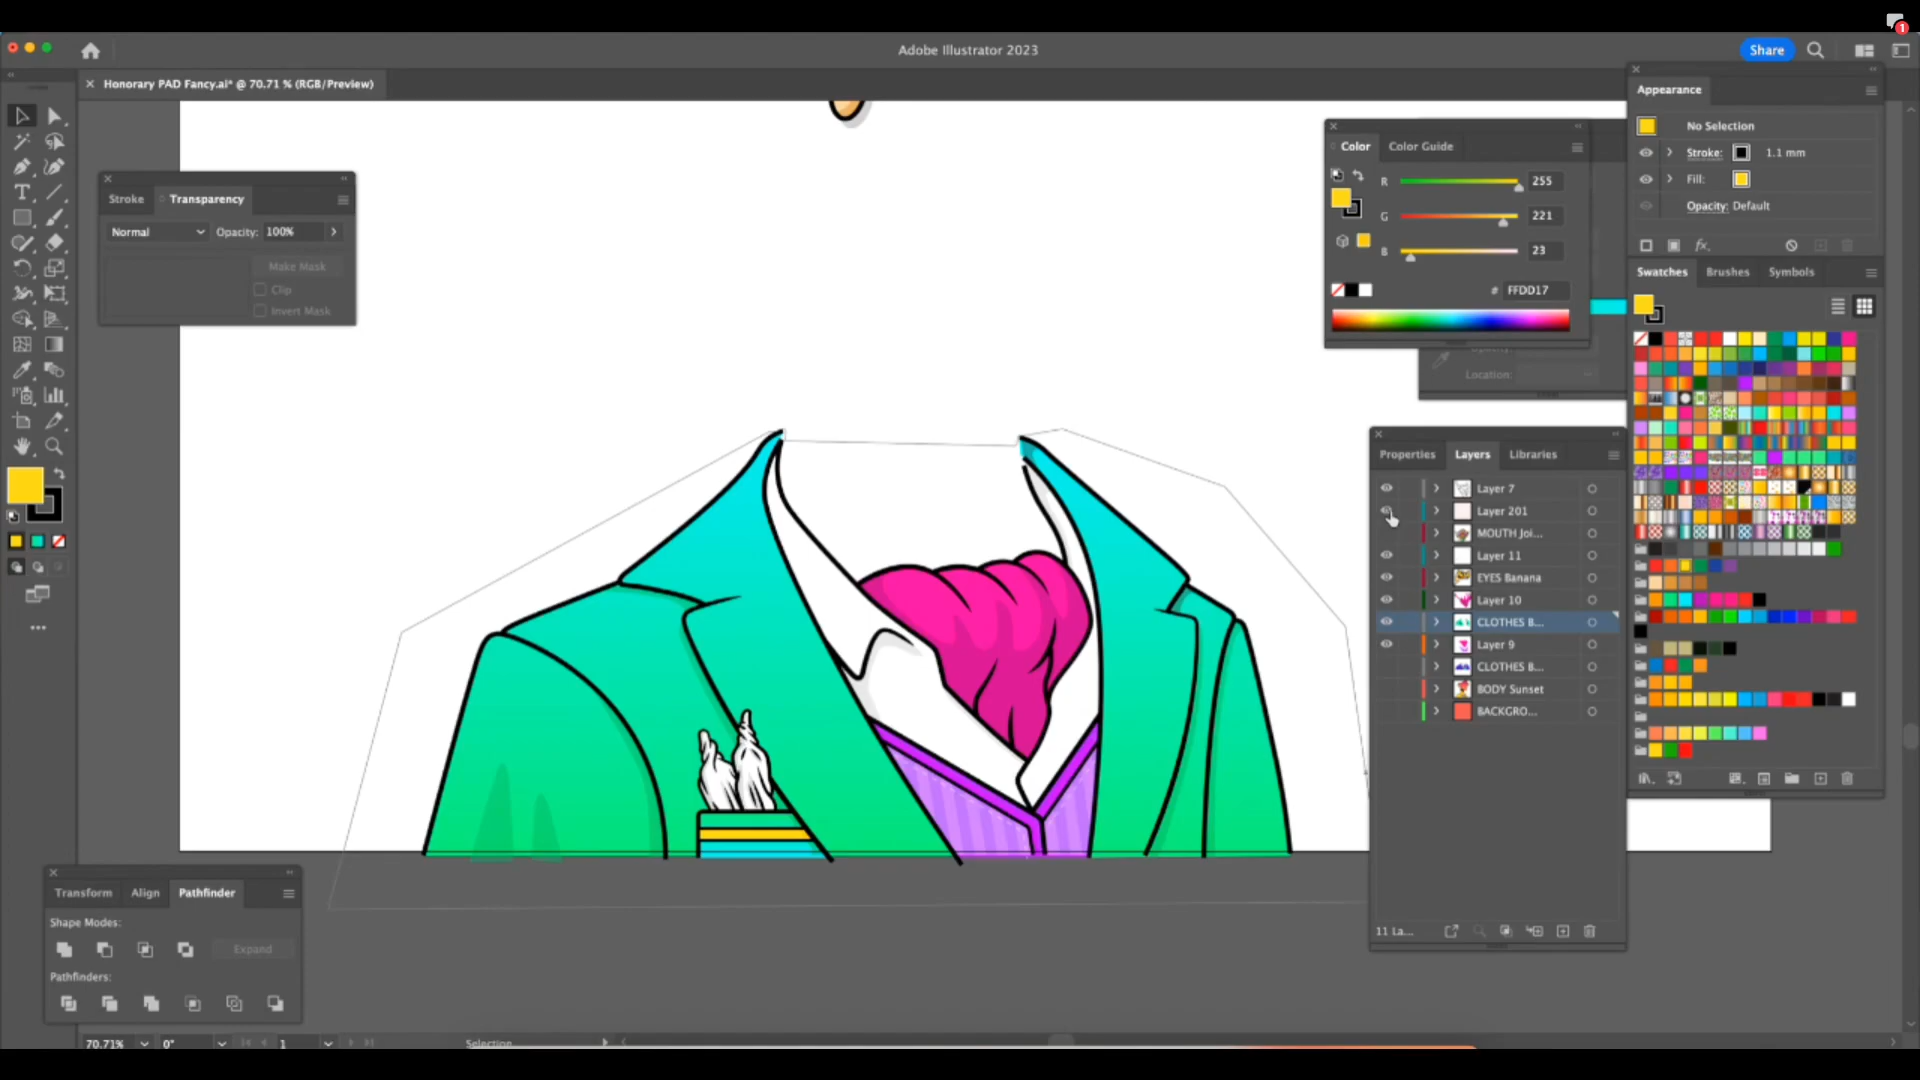 1
Adobe Illustrator 2023
Share
Honorary PAD Fancy.ai* @ 70.71 % (RGB/Preview)
Appearance
No Selection
Stroke: 1.1 mm
Fill:
Opacity: Default
fx.
Color Color Guide
R 255
G 221
B 23
# FFDD17
Location:
Stroke Transparency
Normal Opacity: 100%
Make Mask
Clip
Invert Mask
Swatches Brushes Symbols
Properties Layers Libraries
Layer 7
Layer 201
MOUTH Joi...
Layer 11
EYES Banana
Layer 10
CLOTHES B...
Layer 9
CLOTHES B...
BODY Sunset
BACKGRO...
11 La...
Transform Align Pathfinder
Shape Modes:
Expand
Pathfinders:
70.71% 0° 1 Selection